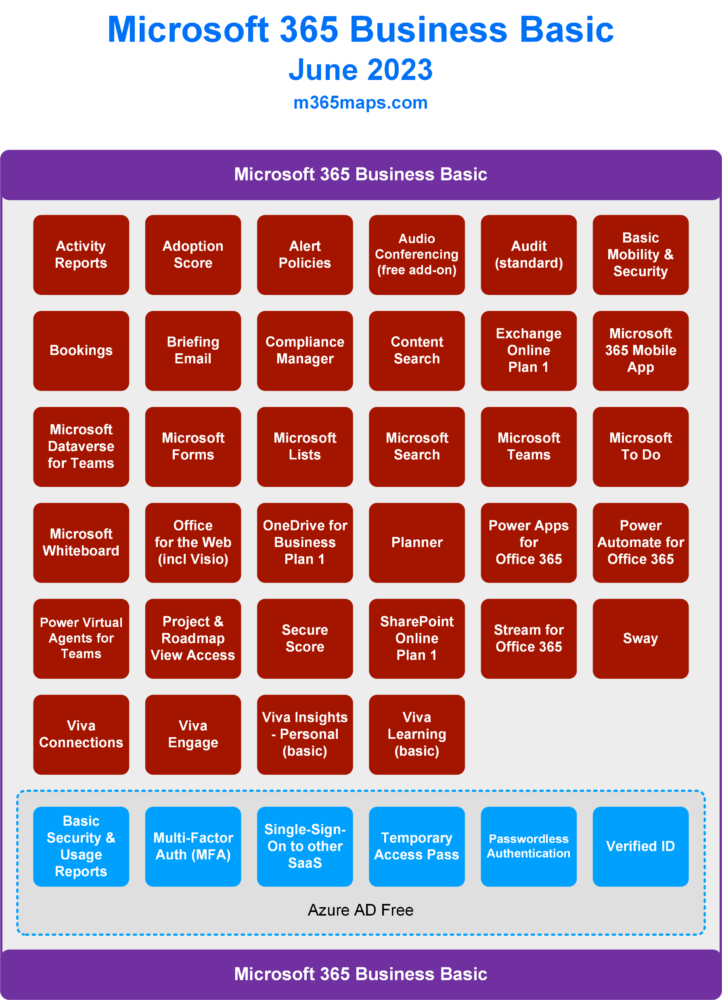 Microsoft 365 Business Basic
June 2023
m365maps.com
Microsoft 365 Business Basic
Activity
Reports
Adoption
Score
Alert
Policies
Audio
Conferencing
(free add-on)
Audit
(standard)
Basic
Mobility &
Security
Bookings
Briefing
Email
Compliance
Manager
Content
Search
Exchange
Online
Plan 1
Microsoft
365 Mobile
App
Microsoft
Dataverse
for Teams
Microsoft
Forms
Microsoft
Lists
Microsoft
Search
Microsoft
Teams
Microsoft
To Do
Microsoft
Whiteboard
Office
for the Web
(incl Visio)
OneDrive for
Business
Plan 1
Planner
Power Apps
for
Office 365
Power
Automate for
Office 365
Power Virtual
Agents for
Teams
Project &
Roadmap
View Access
Secure
Score
SharePoint
Online
Plan 1
Stream for
Office 365
Sway
Viva
Connections
Viva
Engage
Viva Insights
- Personal
(basic)
Viva
Learning
(basic)
Basic
Security &
Usage
Reports
Multi-Factor
Auth (MFA)
Single-Sign-
On to other
SaaS
Temporary
Access Pass
Passwordless
Authentication
Verified ID
Azure AD Free
Microsoft 365 Business Basic